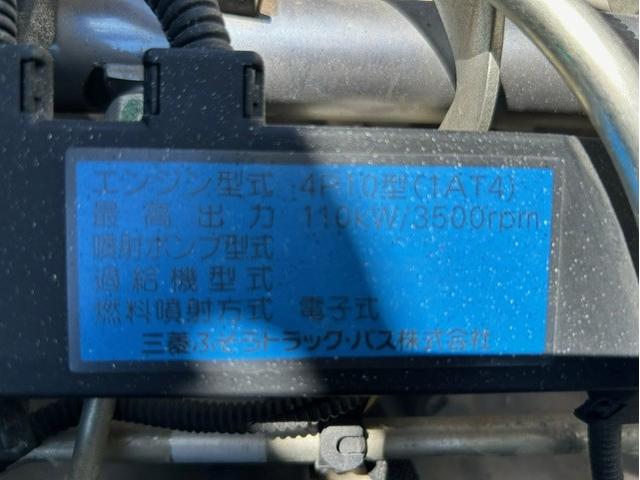 エンジン型式 4P10型(1AT4)
最高出力 110kW/3500rpm
噴射ポンプ型式
過給機型式
燃料噴射方式 電子式
三菱ふそうトラック・バス株式会社